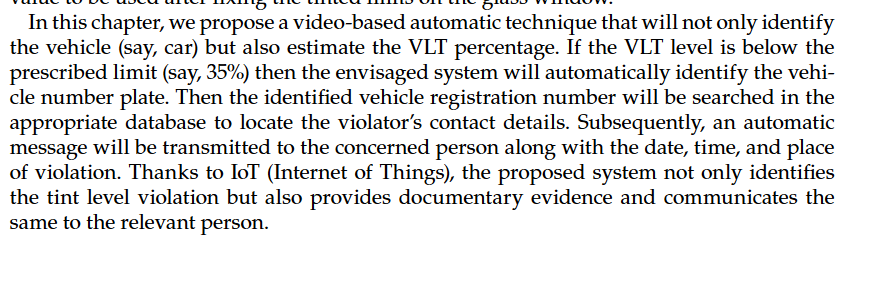 In this chapter, we propose a video-based automatic technique that will not only identify
the vehicle (say, car) but also estimate the VLT percentage. If the VLT level is below the
prescribed limit (say, 35%) then the envisaged system will automatically identify the vehi-
cle number plate. Then the identified vehicle registration number will be searched in the
appropriate database to locate the violator's contact details. Subsequently, an automatic
message will be transmitted to the concerned person along with the date, time, and place
of violation. Thanks to IoT (Internet of Things), the proposed system not only identifies
the tint level violation but also provides documentary evidence and communicates the
same to the relevant person.